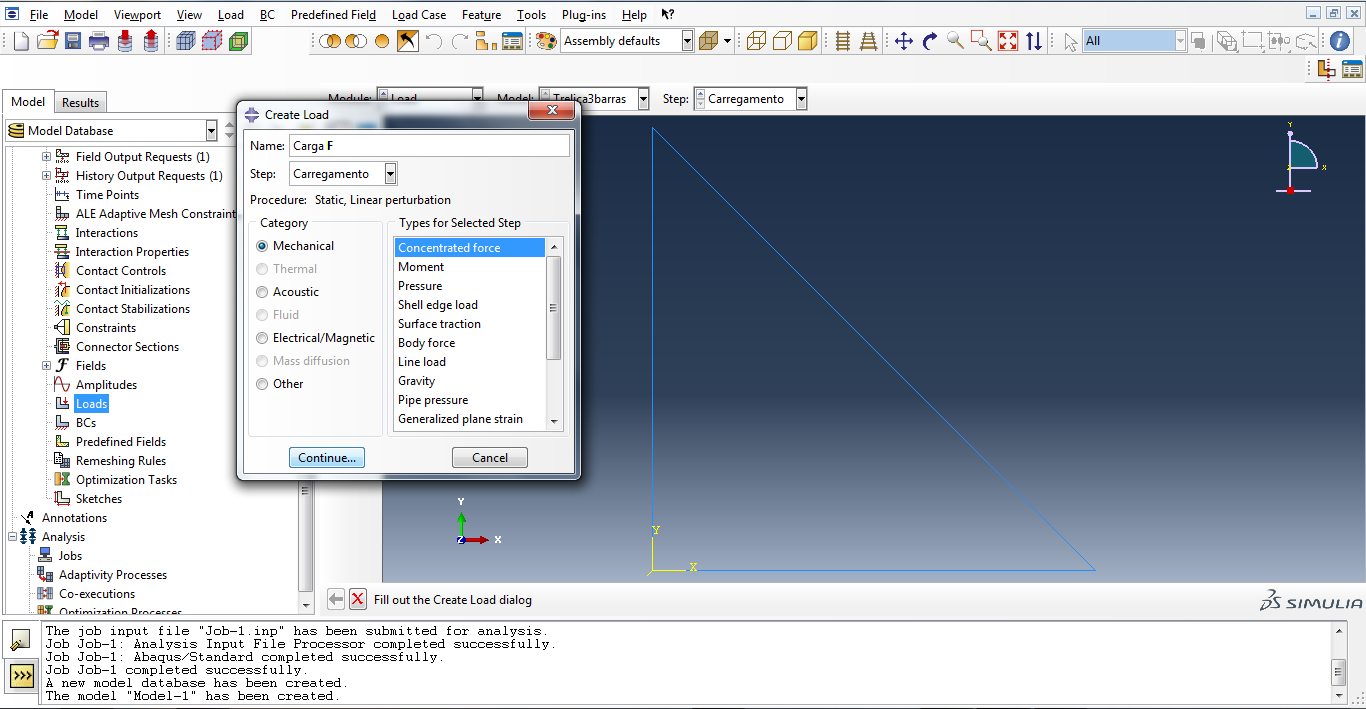 File Model Viewport View Load BC Predefined Field Load Case Feature Tools Plug-ins Help ?
Assembly defaults All
Model Results
Module: Load Model: Trelica3barras Step: Carregamento
Model Database
Field Output Requests (1)
History Output Requests (1)
Time Points
ALE Adaptive Mesh Constraint
Interactions
Interaction Properties
Contact Controls
Contact Initializations
Contact Stabilizations
Constraints
Connector Sections
Fields
Amplitudes
Loads
BCs
Predefined Fields
Remeshing Rules
Optimization Tasks
Sketches
Annotations
Analysis
Jobs
Adaptivity Processes
Co-executions
Optimization Processes
Create Load
Name: Carga F
Step: Carregamento
Procedure: Static, Linear perturbation
Category
Mechanical
Thermal
Acoustic
Fluid
Electrical/Magnetic
Mass diffusion
Other
Types for Selected Step
Concentrated force
Moment
Pressure
Shell edge load
Surface traction
Body force
Line load
Gravity
Pipe pressure
Generalized plane strain
Continue... Cancel
Y
X
Y
Z X
Y
X
Fill out the Create Load dialog
SIMULIA
The job input file "Job-1.inp" has been submitted for analysis.
Job Job-1: Analysis Input File Processor completed successfully.
Job Job-1: Abaqus/Standard completed successfully.
Job Job-1 completed successfully.
A new model database has been created.
The model "Model-1" has been created.
>>>